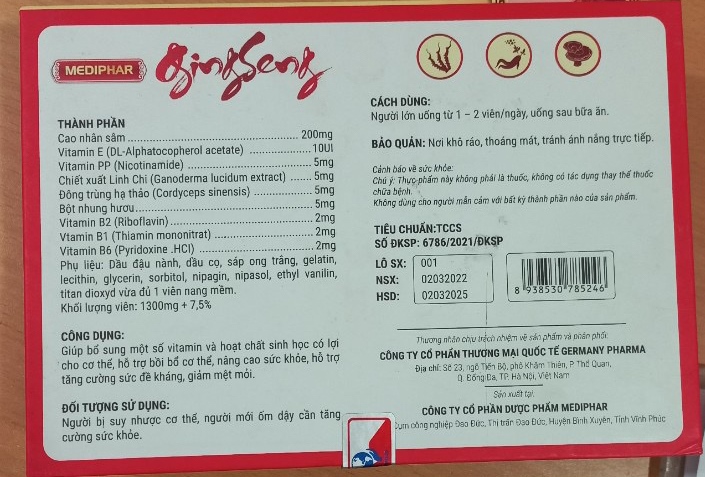 MEDIPHAR GingSeng
THÀNH PHẦN
Cao nhân sâm ........ 200mg
Vitamin E (DL-Alphatocopherol acetate) ........ 10UI
Vitamin PP (Nicotinamide) ........ 5mg
Chiết xuất Linh Chi (Ganoderma lucidum extract) ...... 5mg
Đông trùng hạ thảo (Cordyceps sinensis) ........ 5mg
Bột nhung hươu ........ 5mg
Vitamin B2 (Riboflavin) ........ 2mg
Vtamin B1 (Thiamin mononitrat) ........ 2mg
Vitamin B6 (Pyridoxine .HCl) ........ 2mg
Phụ liệu: Dầu đậu nành, dầu cọ, sáp ong trắng, gelatin,
lecithin, glycerin, sorbitol, nipagin, nipasol, ethyl vanilin,
titan dioxyd vừa đủ 1 viên nang mềm.
Khối lượng viên: 1300mg + 7,5%
CÔNG DỤNG:
Giúp bổ sung một số vitamin và hoạt chất sinh học có lợi
cho cơ thể, hỗ trợ bồi bổ cơ thể, nâng cao sức khỏe, hỗ trợ
tăng cường sức đề kháng, giảm mệt mỏi.
ĐỐI TƯỢNG SỬ DỤNG:
Người bị suy nhược cơ thể, người mới ốm dậy cần tăng
cường sức khỏe.
CÁCH DÙNG:
Người lớn uống từ 1 – 2 viên/ngày, uống sau bữa ăn.
BẢO QUẢN: Nơi khô ráo, thoáng mát, tránh ánh nắng trực tiếp.
Cảnh báo về sức khỏe:
Chú ý: Thực phẩm này không phải là thuốc, không có tác dụng thay thế thuốc
chữa bệnh.
Không dùng cho người mẫn cảm với bất kỳ thành phần nào của sản phẩm.
TIÊU CHUẨN:TCCS
SỐ ĐKSP: 6786/2021/ĐKSP
LÔ SX: 001
NSX: 02032022
HSD: 02032025
8 938530 785246
Thương nhân chịu trách nhiệm về sản phẩm và phân phối:
CÔNG TY CỔ PHẦN THƯƠNG MẠI QUỐC TẾ GERMANY PHARMA
Địa chỉ: Số 23, ngõ Tiến Bộ, phố Khâm Thiên, P. Thổ Quan,
Q. Đống Đa, TP. Hà Nội, Việt Nam
Sản xuất tại:
CÔNG TY CỔ PHẦN DƯỢC PHẨM MEDIPHAR
Cụm công nghiệp Đạo Đức, Thị trấn Đạo Đức, Huyện Bình Xuyên, Tỉnh Vĩnh Phúc